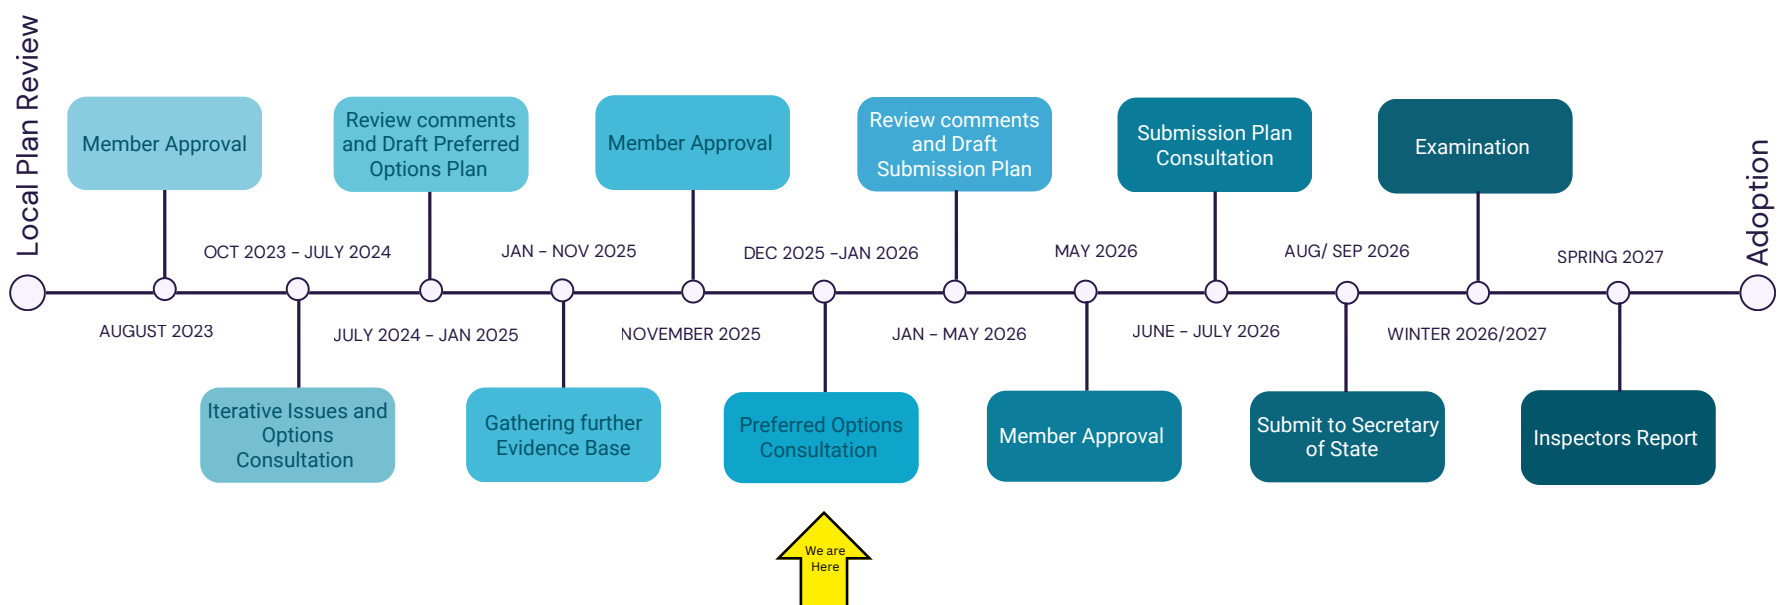 Local Plan Review
Member Approval
AUGUST 2023
OCT 2023 - JULY 2024
Iterative Issues and
Options
Consultation
Review comments
and Draft Preferred
Options Plan
JULY 2024 - JAN 2025
JAN - NOV 2025
Gathering further
Evidence Base
Member Approval
NOVEMBER 2025
DEC 2025 -JAN 2026
Preferred Options
Consultation
We are
Here
Review comments
and Draft
Submission Plan
JAN - MAY 2026
MAY 2026
Member Approval
Submission Plan
Consultation
JUNE - JULY 2026
AUG/ SEP 2026
Submit to Secretary
of State
Examination
WINTER 2026/2027
SPRING 2027
Inspectors Report
Adoption